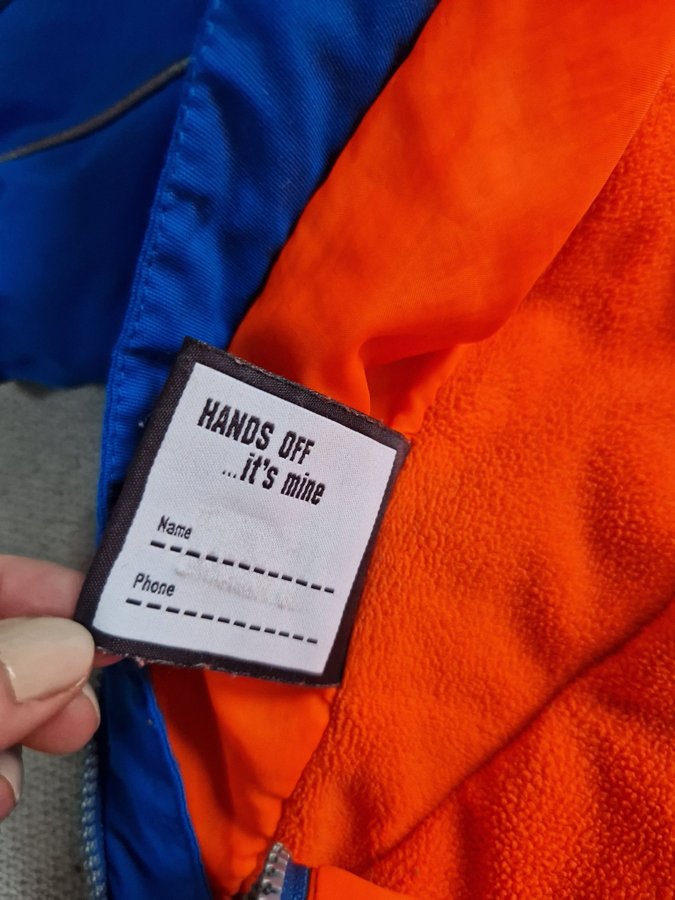 HANDS OFF
...it's mine
Name
Phone